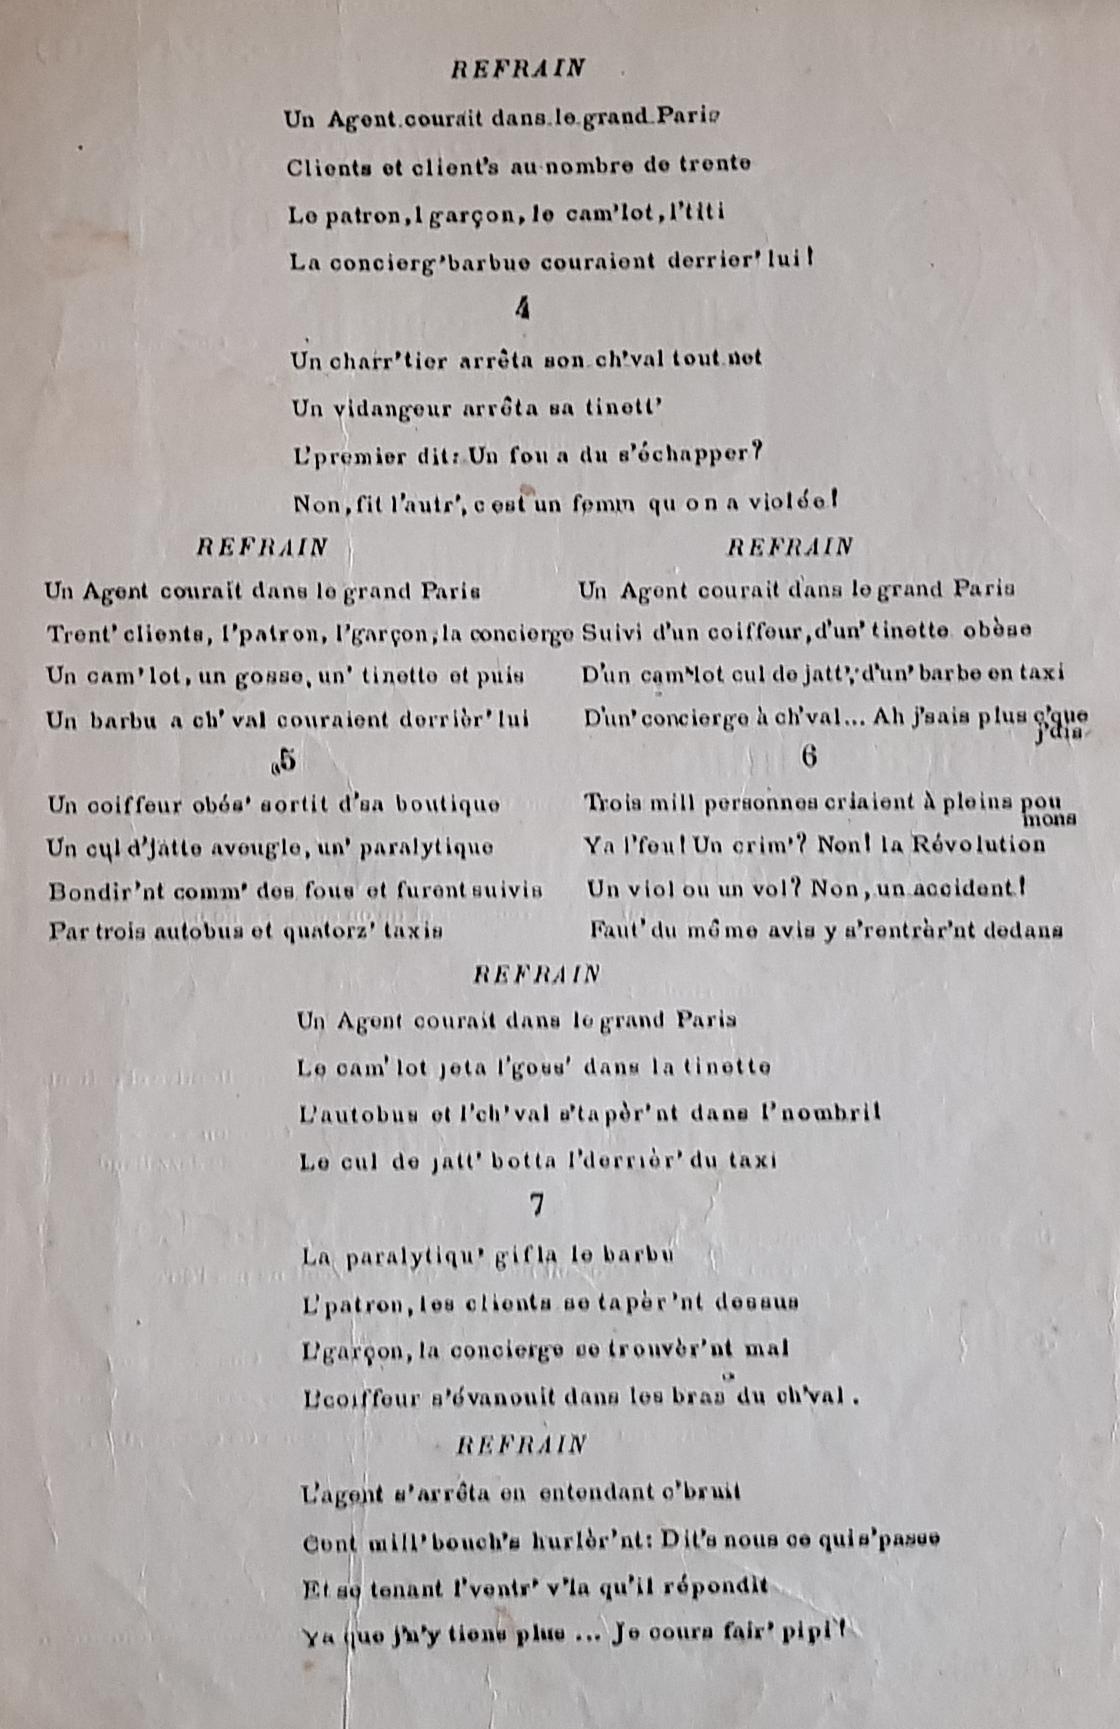 REFRAIN
Un Agent courait dans le grand Paris
Clients et client's au nombre de trente
Le patron, l garçon, le cam'lot, l'titi
La concierg' barbue couraient derrier' lui!
4
Un charr'tier arrêta son ch'val tout net
Un vidangeur arrêta sa tinett'
L'premier dit: Un fou a du s'échapper?
Non, fit l'autr', c est un femm qu on a violée!
REFRAIN
Un Agent courait dans le grand Paris
Trent' clients, l'patron, l'garçon, la concierge
Un cam'lot, un gosse, un' tinette et puis
Un barbu a ch'val couraient derrièr' lui
5
Un coiffeur obés' sortit d'sa boutique
Un cul d'jatte aveugle, un' paralytique
Bondir'nt comm' des fous et furent suivis
Par trois autobus et quatorz' taxis
REFRAIN
Un Agent courait dans le grand Paris
Suivi d'un coiffeur, d'un' tinette obèse
D'un cam'lot cul de jatt', d'un' barbe en taxi
D'un' concierge à ch'val... Ah j'sais plus c'que
j'dis
6
Trois mill personnes criaient à pleins pou
mons
Ya l'feu! Un crim'? Non! la Révolution
Un viol ou un vol? Non, un accident!
Faut' du même avis y s'rentrèr'nt dedans
REFRAIN
Un Agent courait dans le grand Paris
Le cam'lot jeta l'goss' dans la tinette
L'autobus et l'ch'val s'tapèr'nt dans l'nombril
Le cul de jatt' botta l'derrièr' du taxi
7
La paralytiqu' gifla le barbu
L'patron, les clients se tapèr'nt dessus
L'garçon, la concierge se trouvèr'nt mal
L'coiffeur s'évanouit dans les bras du ch'val.
REFRAIN
L'agent s'arrêta en entendant c'bruit
Cent mill' bouch's hurlèr'nt: Dit's nous ce qui s'passe
Et se tenant l'ventr' v'la qu'il répondit
Ya que j'n'y tiens plus ... Je cours fair' pipi!